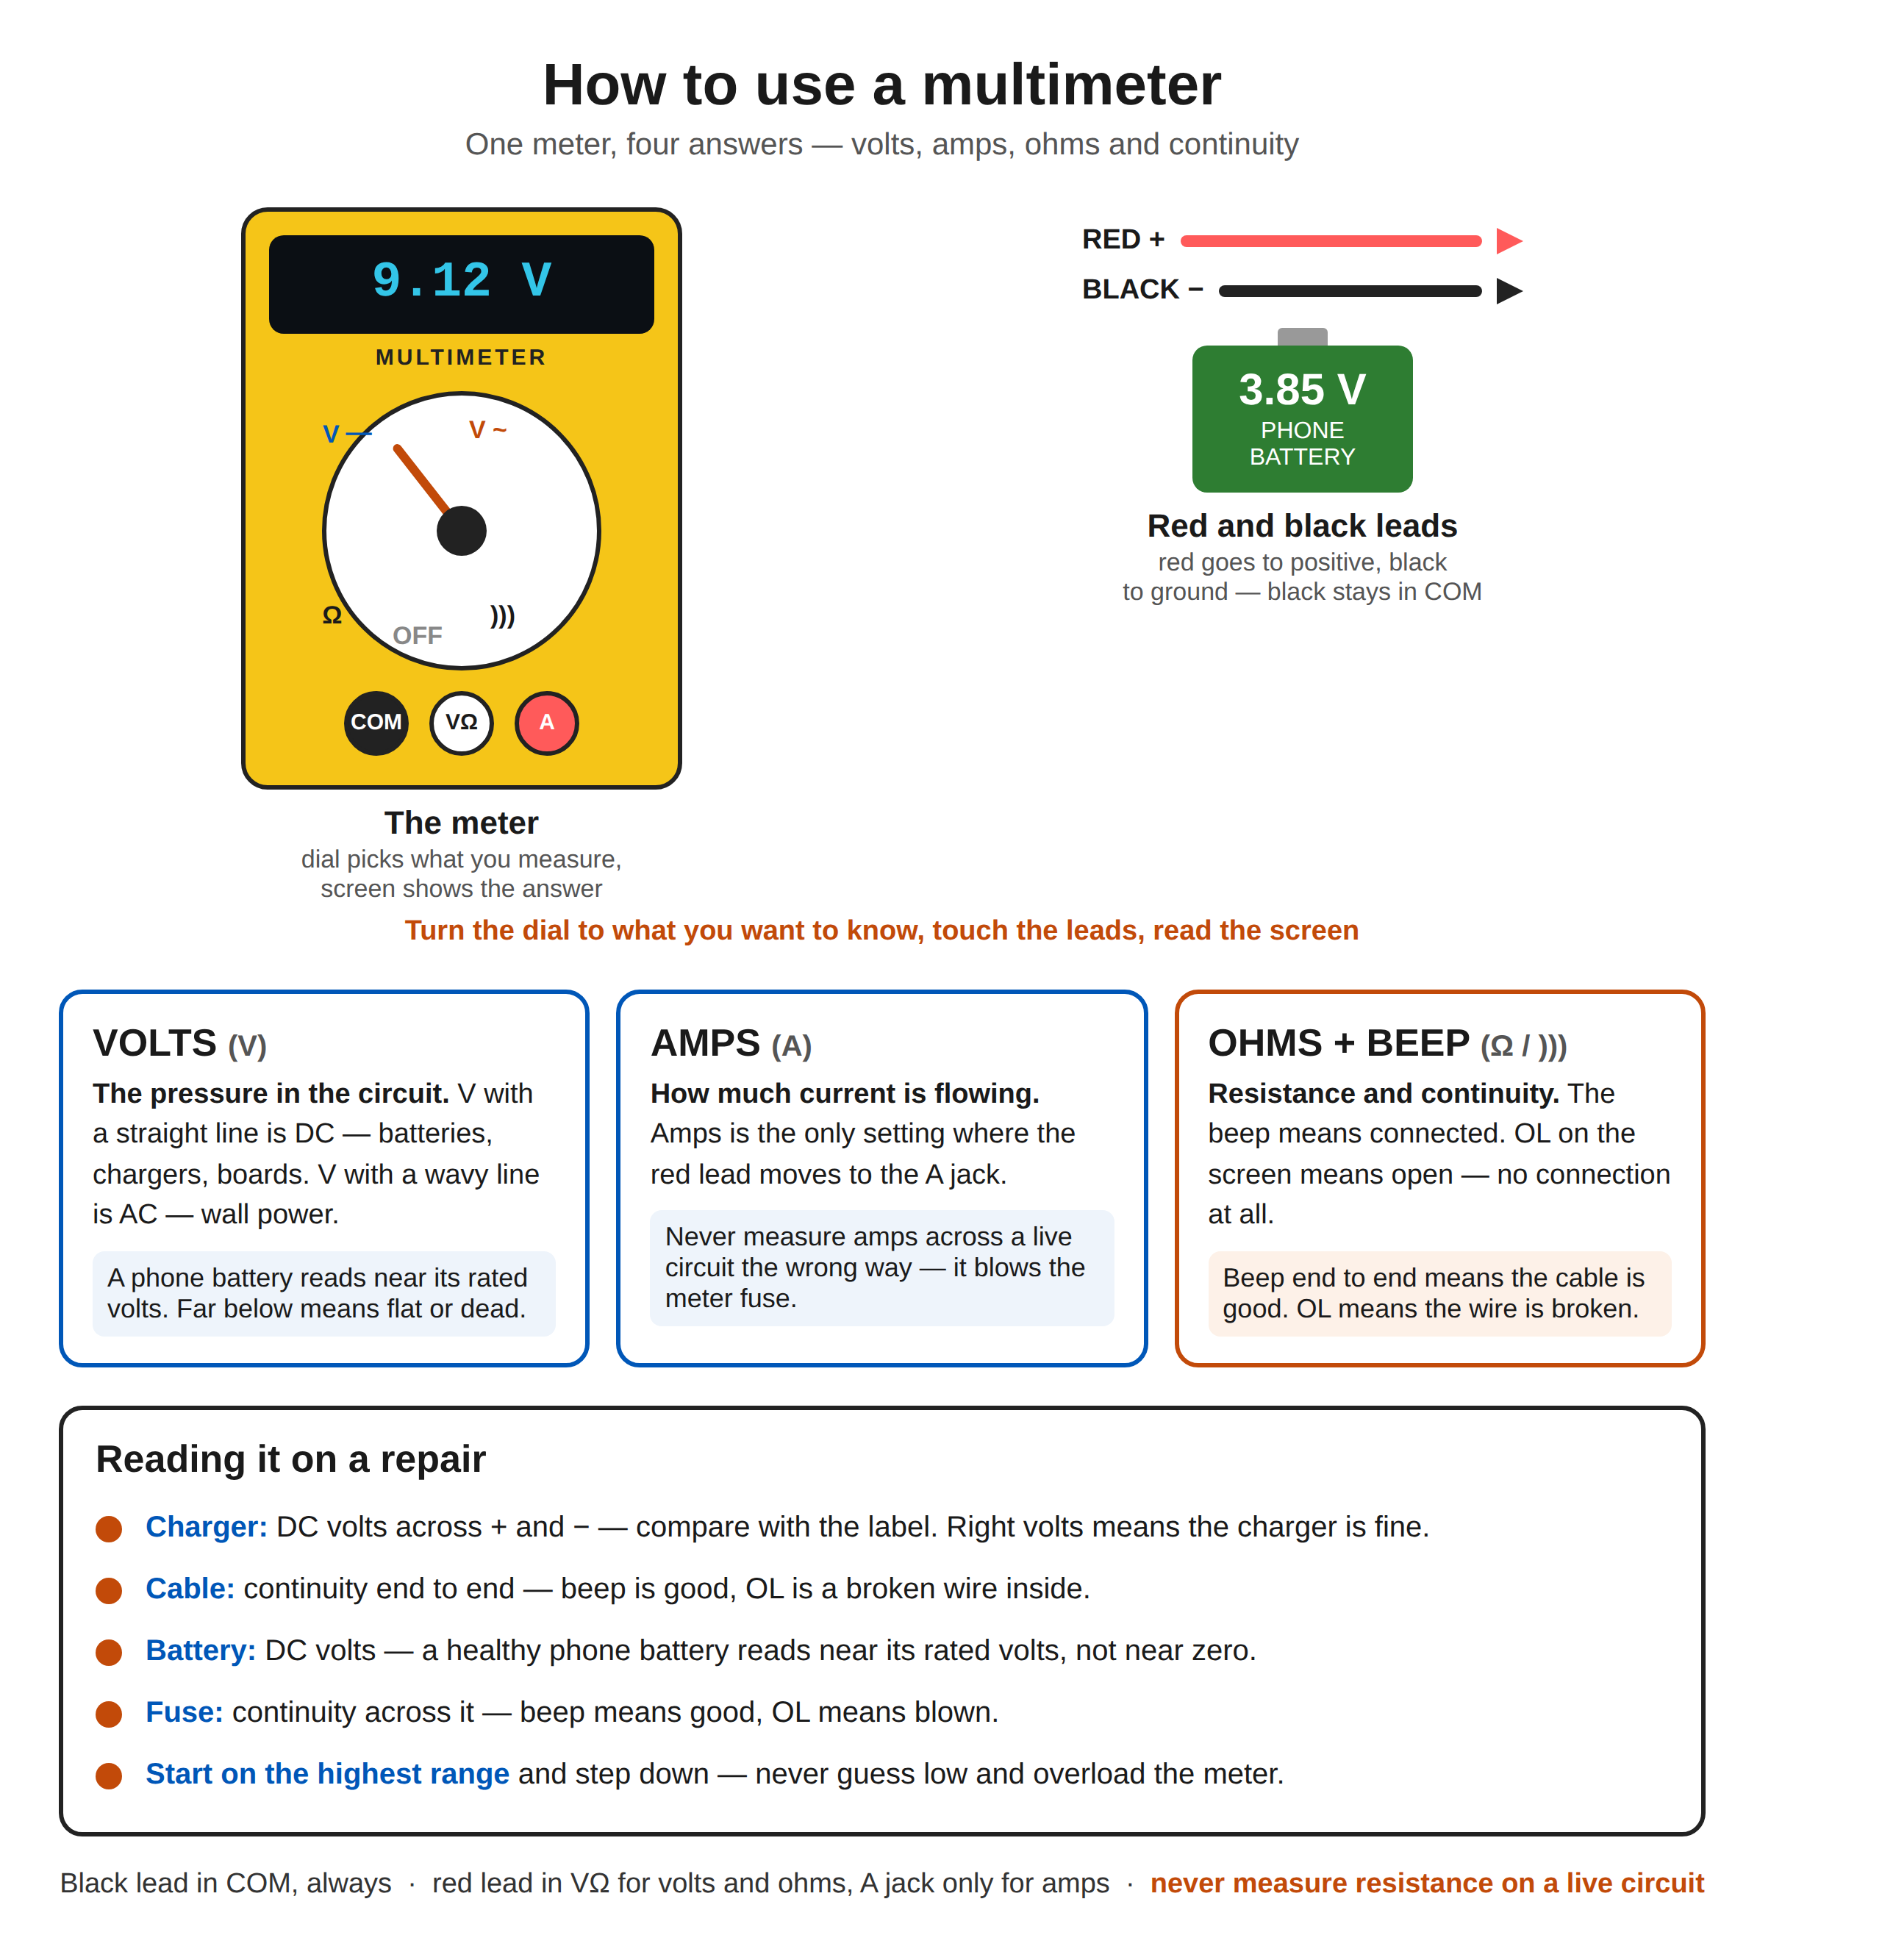 How to use a multimeter
One meter, four answers — volts, amps, ohms and continuity
9.12 V
MULTIMETER
V —
V ~
Ω
OFF
)))
COM
VΩ
A
The meter
dial picks what you measure,
screen shows the answer
RED +
BLACK −
3.85 V
PHONE
BATTERY
Red and black leads
red goes to positive, black
to ground — black stays in COM
Turn the dial to what you want to know, touch the leads, read the screen
VOLTS (V)
The pressure in the circuit. V with
a straight line is DC — batteries,
chargers, boards. V with a wavy line
is AC — wall power.
A phone battery reads near its rated
volts. Far below means flat or dead.
AMPS (A)
How much current is flowing.
Amps is the only setting where the
red lead moves to the A jack.
Never measure amps across a live
circuit the wrong way — it blows the
meter fuse.
OHMS + BEEP (Ω / )))
Resistance and continuity. The
beep means connected. OL on the
screen means open — no connection
at all.
Beep end to end means the cable is
good. OL means the wire is broken.
Reading it on a repair
Charger: DC volts across + and − — compare with the label. Right volts means the charger is fine.
Cable: continuity end to end — beep is good, OL is a broken wire inside.
Battery: DC volts — a healthy phone battery reads near its rated volts, not near zero.
Fuse: continuity across it — beep means good, OL means blown.
Start on the highest range and step down — never guess low and overload the meter.
Black lead in COM, always · red lead in VΩ for volts and ohms, A jack only for amps · never measure resistance on a live circuit